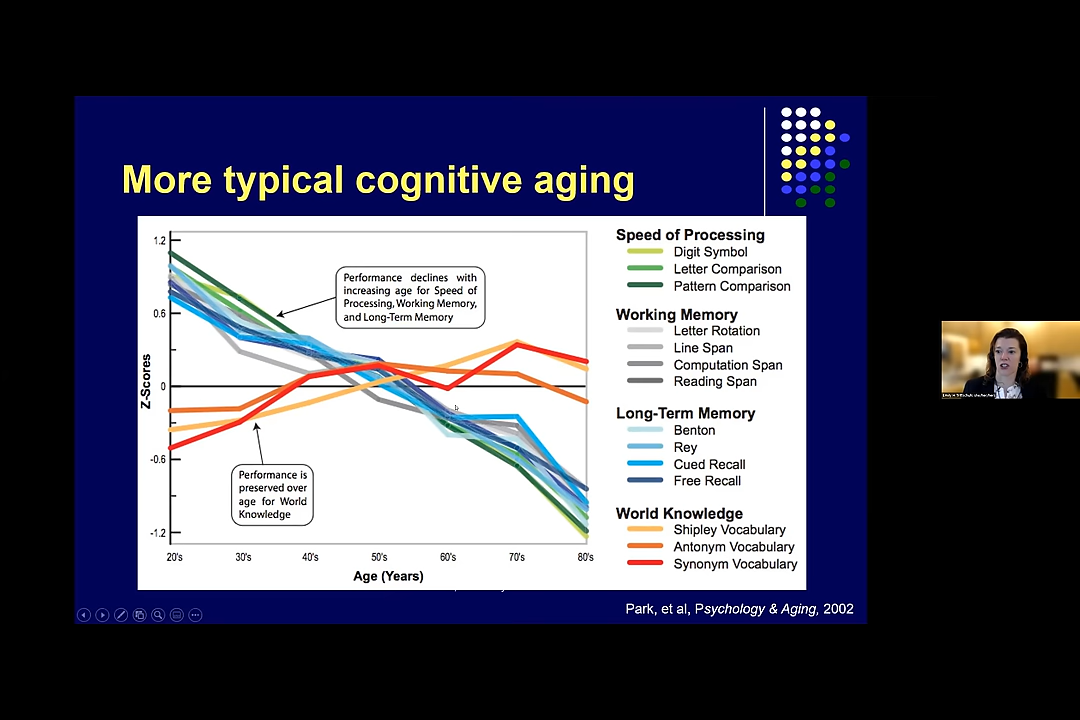 More typical cognitive aging
1.2
0.6
0
-0.6
-1.2
Z-Scores
Performance declines with
increasing age for Speed of
Processing, Working Memory,
and Long-Term Memory
Performance is
preserved over
age for World
Knowledge
20's 30's 40's 50's 60's 70's 80's
Age (Years)
Speed of Processing
Digit Symbol
Letter Comparison
Pattern Comparison
Working Memory
Letter Rotation
Line Span
Computation Span
Reading Span
Long-Term Memory
Benton
Rey
Cued Recall
Free Recall
World Knowledge
Shipley Vocabulary
Antonym Vocabulary
Synonym Vocabulary
Park, et al, Psychology & Aging, 2002